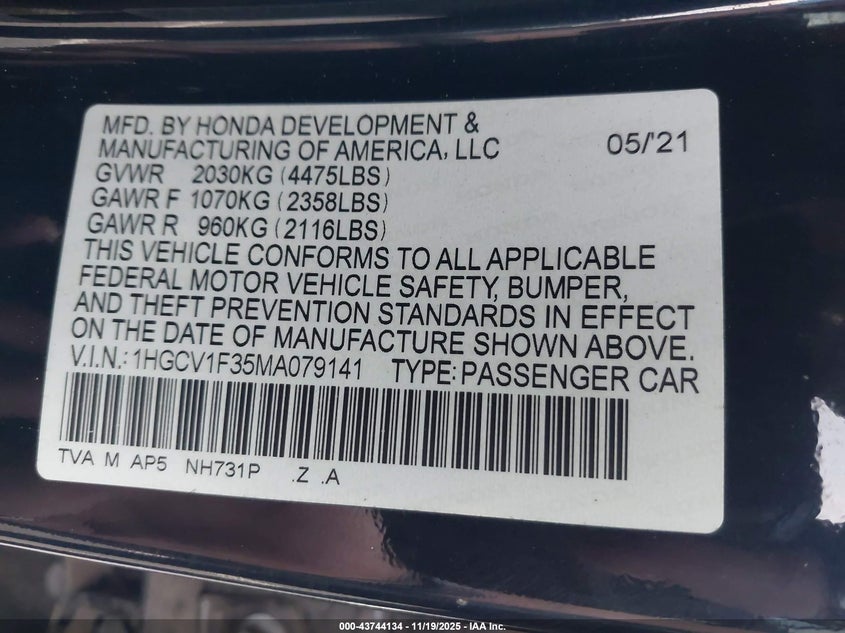 MFD. BY HONDA DEVELOPMENT &
MANUFACTURING OF AMERICA, LLC 05/'21
GVWR 2030KG (4475LBS)
GAWR F 1070KG (2358LBS)
GAWR R 960KG (2116LBS)
THIS VEHICLE CONFORMS TO ALL APPLICABLE
FEDERAL MOTOR VEHICLE SAFETY, BUMPER,
AND THEFT PREVENTION STANDARDS IN EFFECT
ON THE DATE OF MANUFACTURE SHOWN ABOVE.
V.I.N.: 1HGCV1F35MA079141 TYPE: PASSENGER CAR
TVA M AP5 NH731P .Z .A
000-43744134 - 11/19/2025 - IAA Inc.